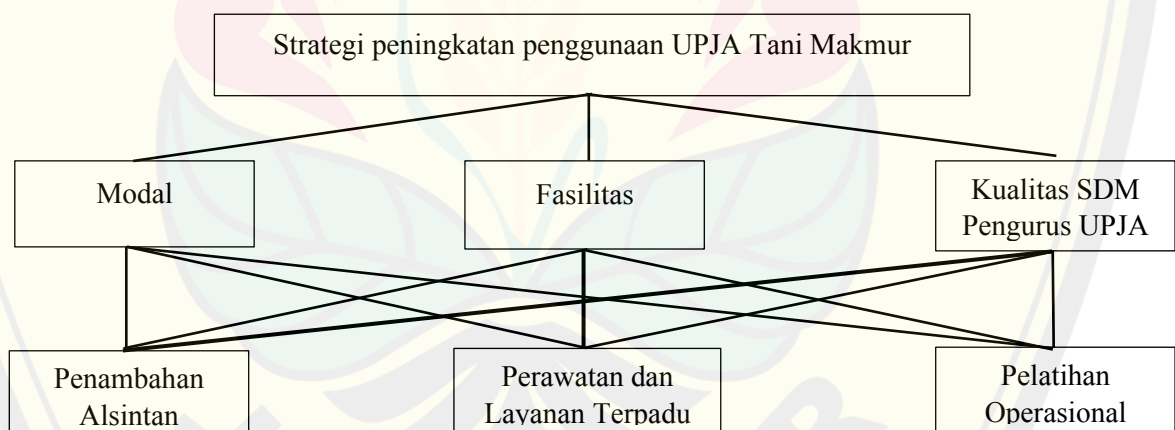 Strategi peningkatan penggunaan UPJA Tani Makmur
Modal
Fasilitas
Kualitas SDM
Pengurus UPJA
Penambahan
Alsintan
Perawatan dan
Layanan Terpadu
Pelatihan
Operasional